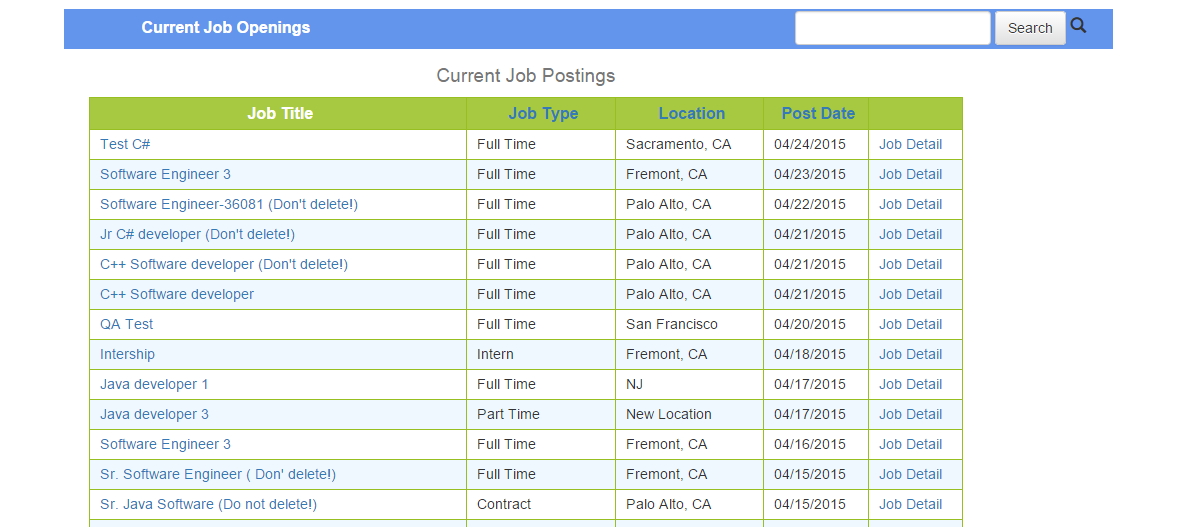 Current Job Openings Search
Current Job Postings
Job Title Job Type Location Post Date
Test C# Full Time Sacramento, CA 04/24/2015 Job Detail
Software Engineer 3 Full Time Fremont, CA 04/23/2015 Job Detail
Software Engineer-36081 (Don't delete!) Full Time Palo Alto, CA 04/22/2015 Job Detail
Jr C# developer (Don't delete!) Full Time Palo Alto, CA 04/21/2015 Job Detail
C++ Software developer (Don't delete!) Full Time Palo Alto, CA 04/21/2015 Job Detail
C++ Software developer Full Time Palo Alto, CA 04/21/2015 Job Detail
QA Test Full Time San Francisco 04/20/2015 Job Detail
Intership Intern Fremont, CA 04/18/2015 Job Detail
Java developer 1 Full Time NJ 04/17/2015 Job Detail
Java developer 3 Part Time New Location 04/17/2015 Job Detail
Software Engineer 3 Full Time Fremont, CA 04/16/2015 Job Detail
Sr. Software Engineer ( Don' delete!) Full Time Fremont, CA 04/15/2015 Job Detail
Sr. Java Software (Do not delete!) Contract Palo Alto, CA 04/15/2015 Job Detail